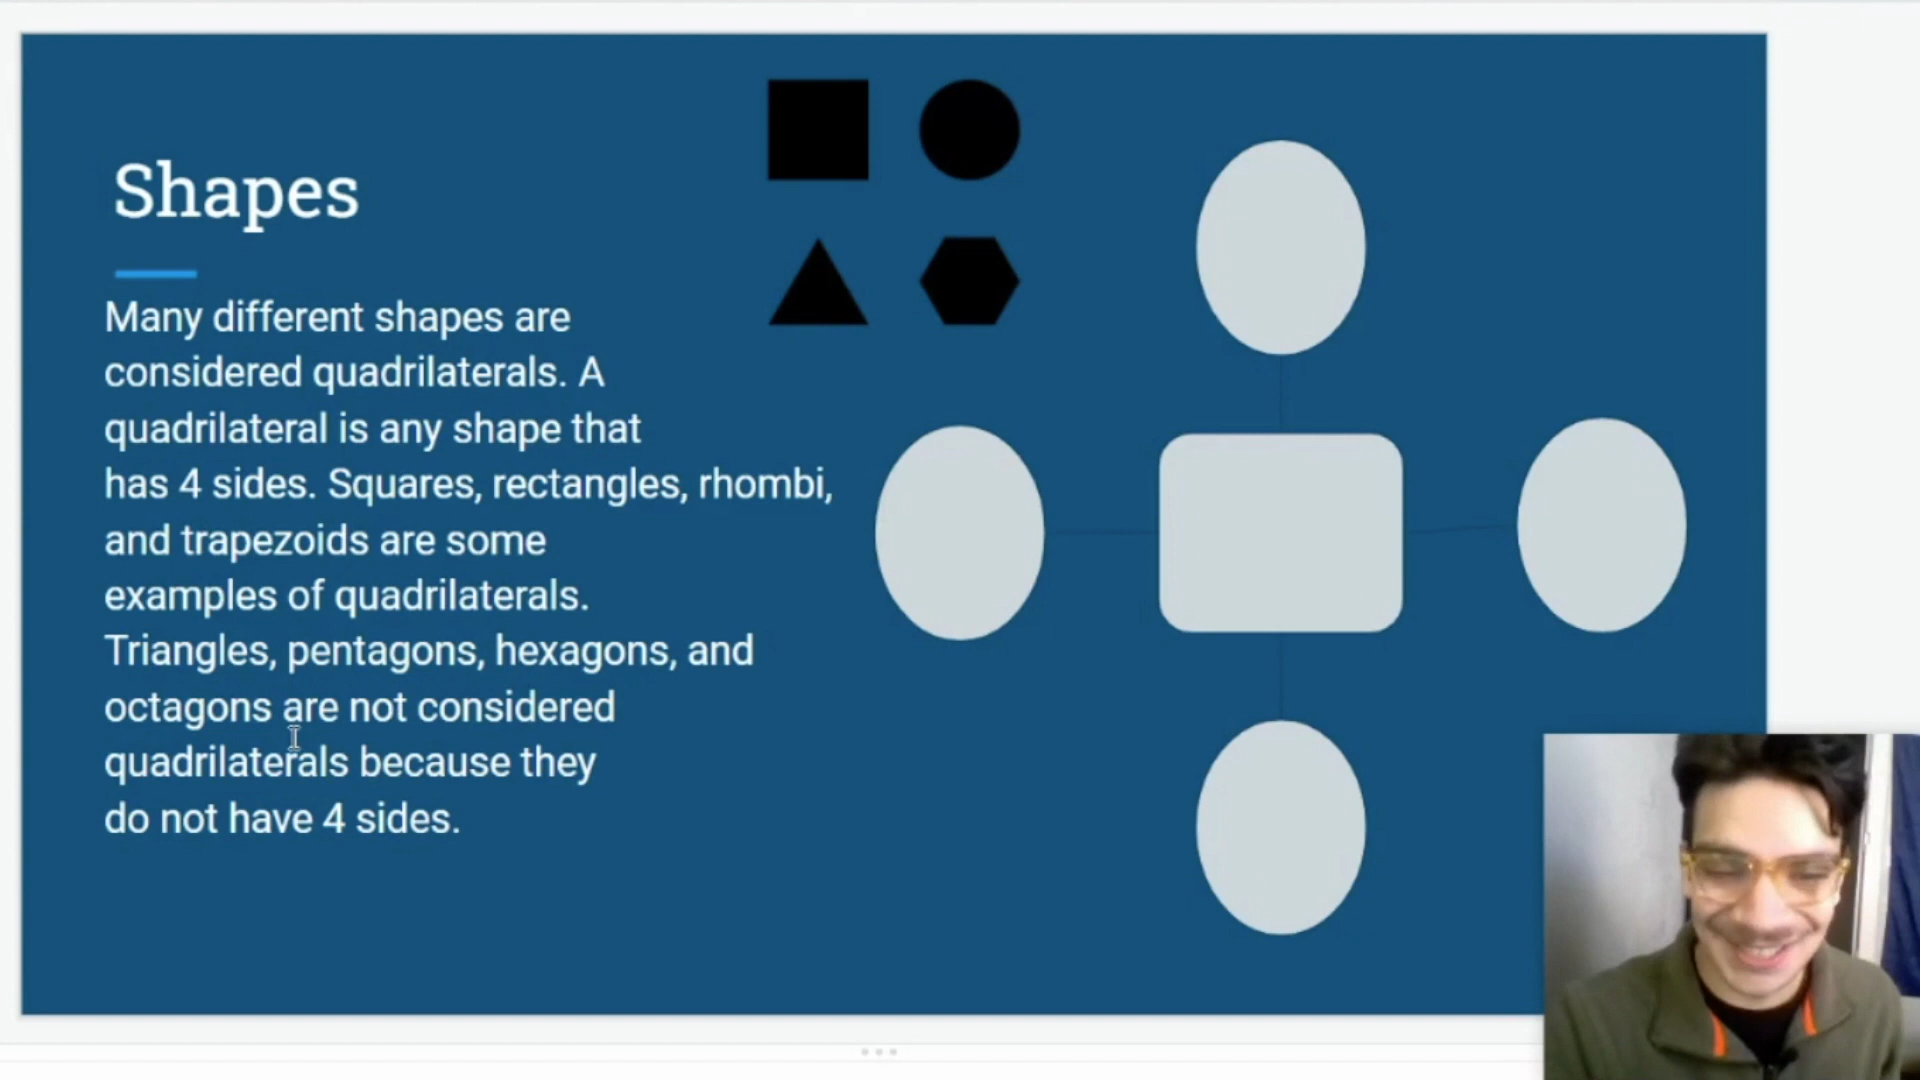 Shapes
Many different shapes are
considered quadrilaterals. A
quadrilateral is any shape that
has 4 sides. Squares, rectangles, rhombi,
and trapezoids are some
examples of quadrilaterals.
Triangles, pentagons, hexagons, and
octagons are not considered
quadrilaterals because they
do not have 4 sides.